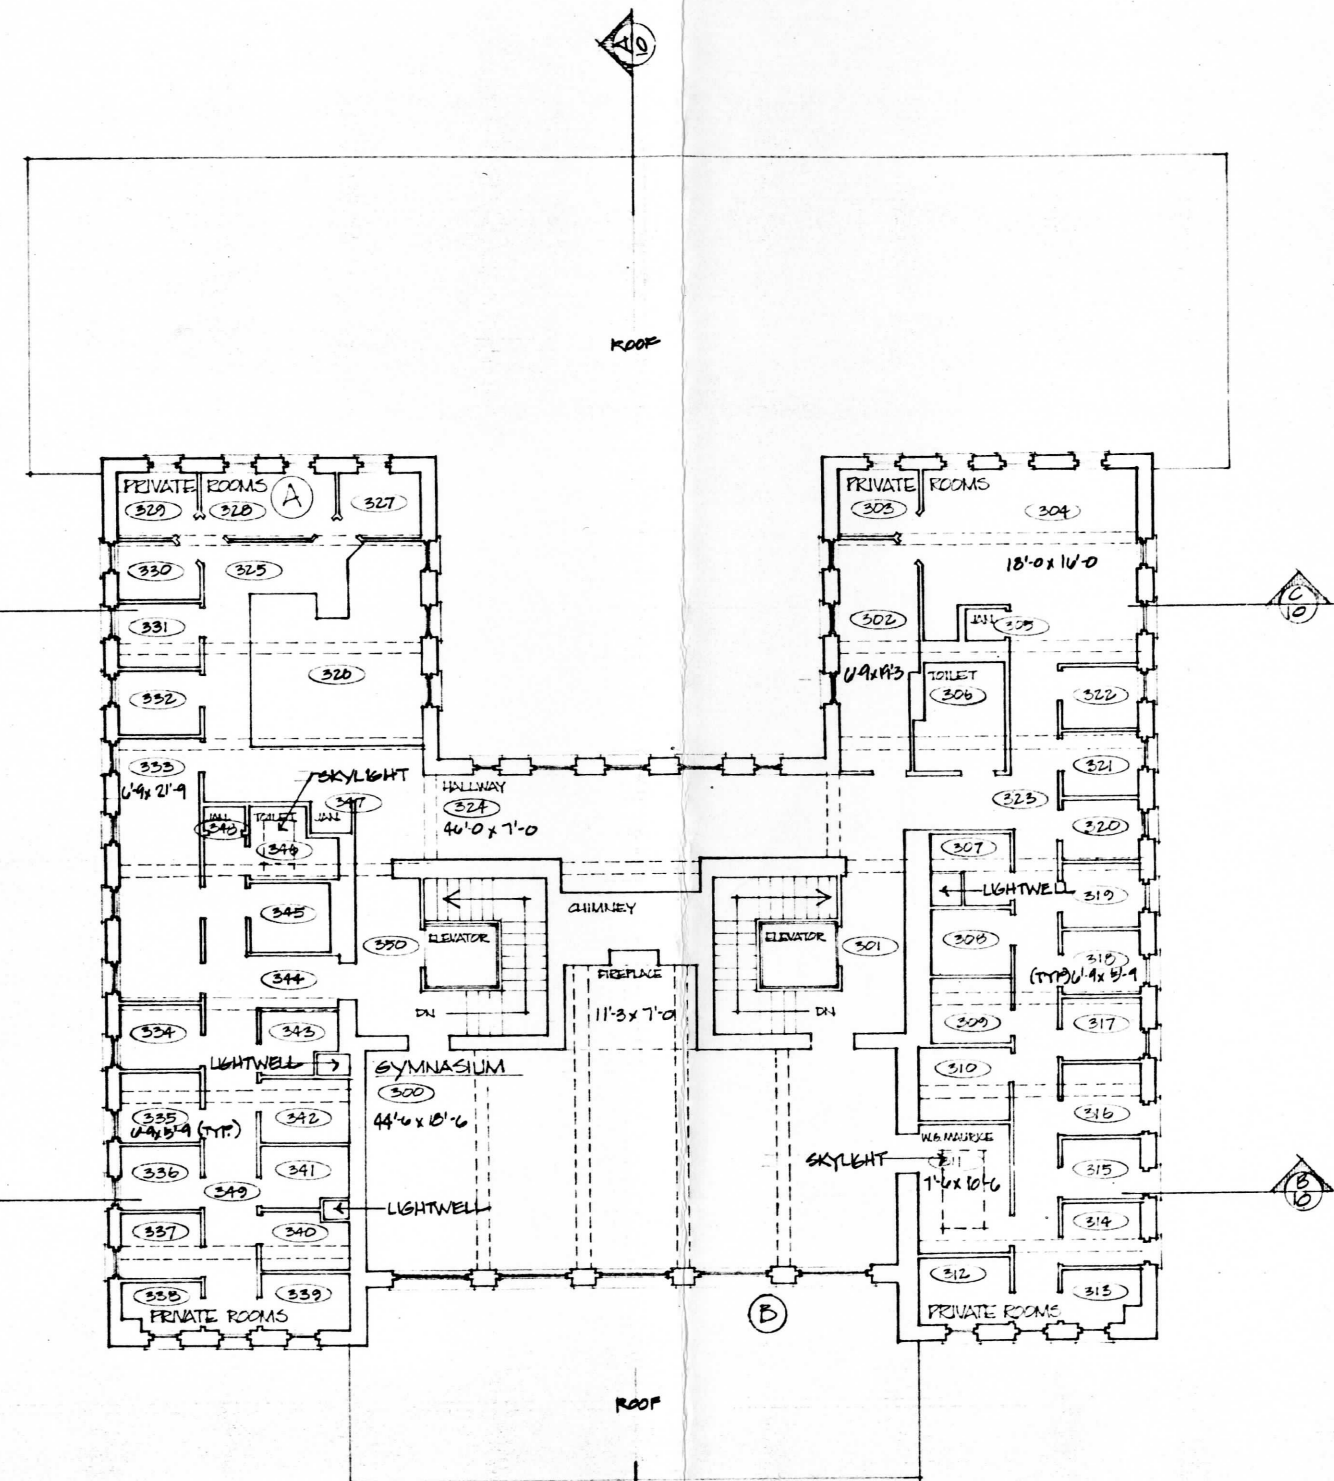 A
10
ROOF
PRIVATE ROOMS
A
329
328
327
PRIVATE ROOMS
303
304
330
325
18'-0 x 16'-0
331
302
JAN.
305
C
10
326
332
6'-9 x 19'-3
TOILET
306
322
333
6'-9 x 21'-9
SKYLIGHT
347
HALLWAY
324
46'-0 x 7'-0
321
323
JAN.
348
TOILET
JAN.
346
320
307
LIGHTWELL
319
345
CHIMNEY
350
ELEVATOR
ELEVATOR
301
308
318
(TYP) 6'-9 x 5'-9
344
FIREPLACE
11'-3 x 7'-0
DN
DN
334
343
309
317
LIGHTWELL
GYMNASIUM
300
44'-6 x 18'-6
310
335
6'-9 x 5'-9 (TYP.)
342
316
W.G. MAURICE
311
7'-6 x 10'-6
SKYLIGHT
336
341
315
349
B
10
LIGHTWELL
337
340
314
338
339
312
313
PRIVATE ROOMS
B
PRIVATE ROOMS
ROOF